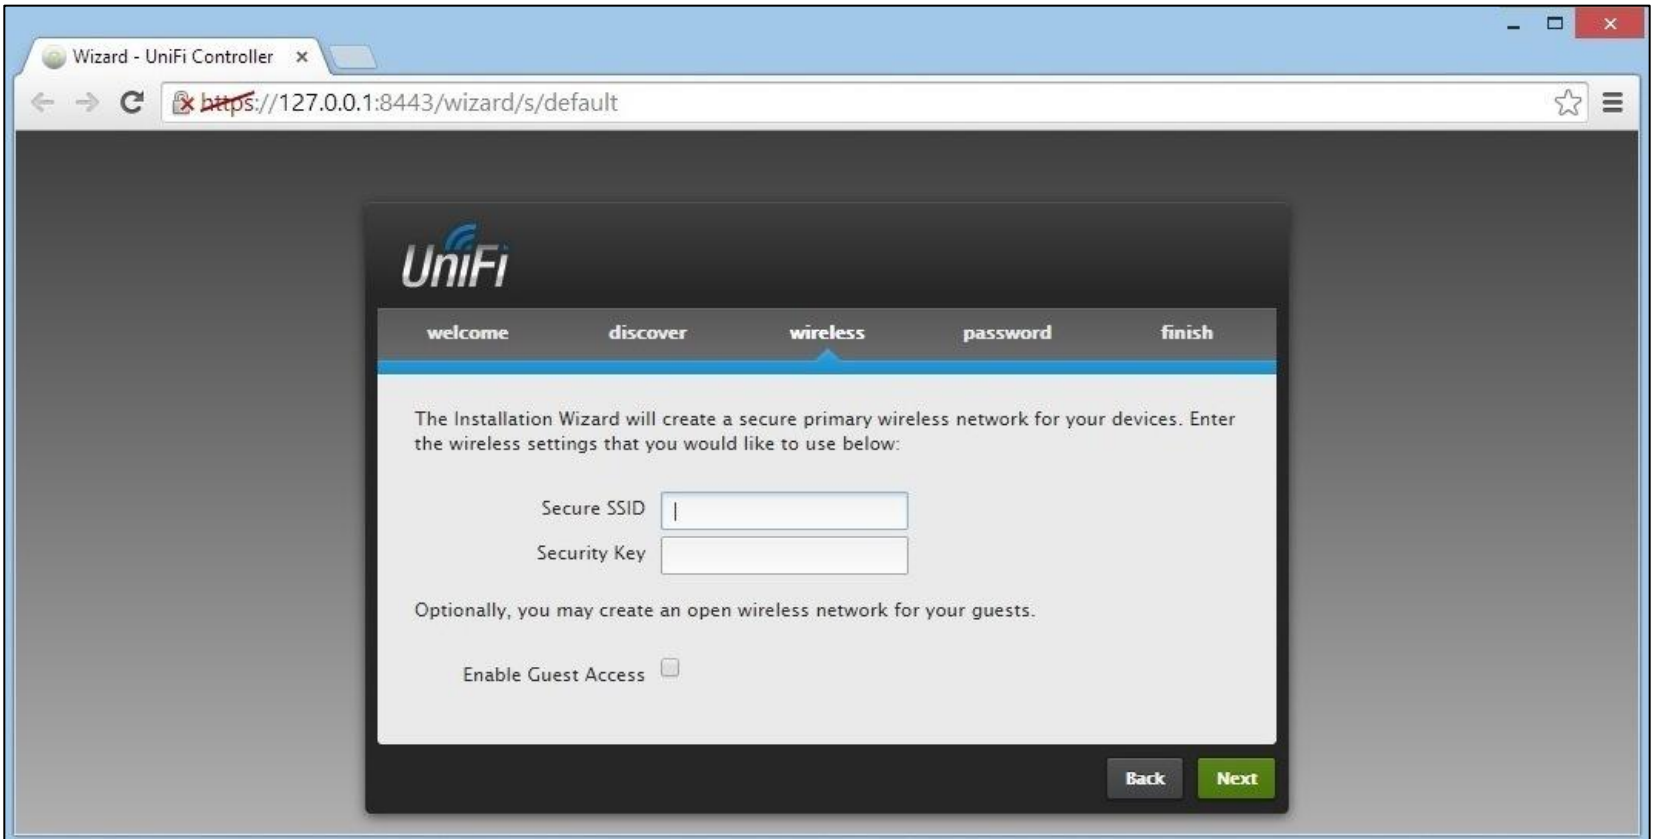 Wizard - UniFi Controller
https://127.0.0.1:8443/wizard/s/default
UniFi
welcome discover wireless password finish
The Installation Wizard will create a secure primary wireless network for your devices. Enter
the wireless settings that you would like to use below:
Secure SSID
Security Key
Optionally, you may create an open wireless network for your guests.
Enable Guest Access
Back Next